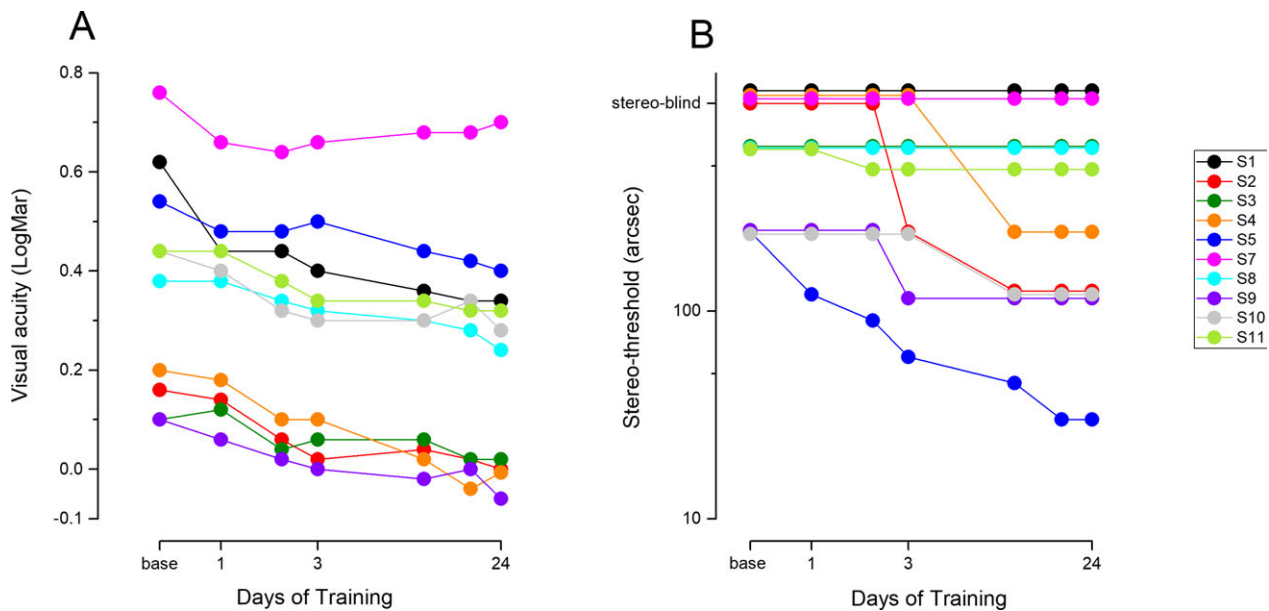 A
Visual acuity (LogMar)
0.8
0.6
0.4
0.2
0.0
-0.1
base 1 3 24
Days of Training
B
Stereo-threshold (arcsec)
stereo-blind
100
10
base 1 3 24
Days of Training
S1
S2
S3
S4
S5
S7
S8
S9
S10
S11